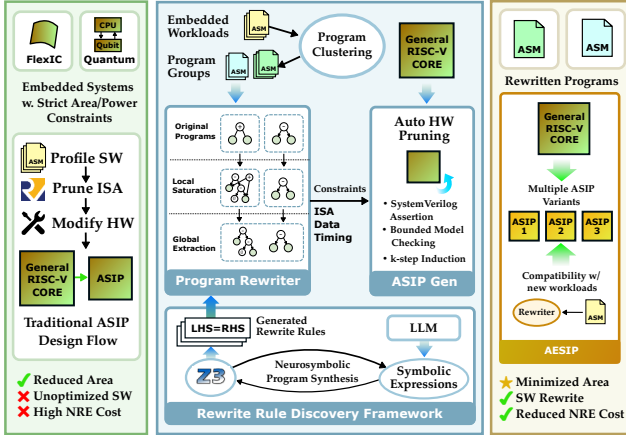 FlexIC
CPU
Qubit
Quantum
Embedded Systems
w. Strict Area/Power
Constraints
ASM
Profile SW
Prune ISA
Modify HW
General
RISC-V
CORE
ASIP
Traditional ASIP
Design Flow
Reduced Area
Unoptimized SW
High NRE Cost
Embedded
Workloads
ASM
Program
Clustering
Program
Groups
ASM
ASM
General
RISC-V
CORE
Original
Programs
Local
Saturation
Global
Extraction
Program Rewriter
Constraints
ISA
Data
Timing
Auto HW
Pruning
• SystemVerilog
Assertion
• Bounded Model
Checking
• k-step Induction
ASIP Gen
LHS=RHS
Generated
Rewrite Rules
LLM
Z3
Neurosymbolic
Program Synthesis
Symbolic
Expressions
Rewrite Rule Discovery Framework
ASM
ASM
Rewritten Programs
General
RISC-V
CORE
Multiple ASIP
Variants
ASIP
1
ASIP
2
ASIP
3
Compatibility w/
new workloads
Rewriter
ASM
AESIP
Minimized Area
SW Rewrite
Reduced NRE Cost